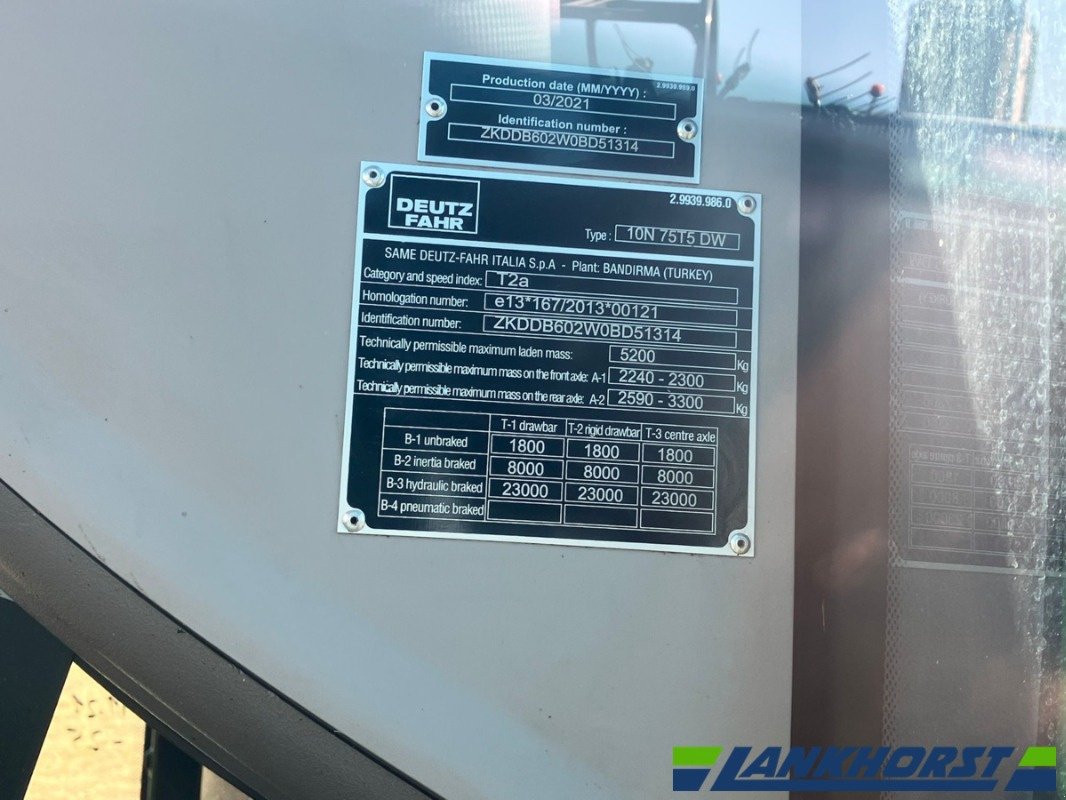 Production date (MM/YYYY) : 2.9939.989.0
03/2021
Identification number :
ZKDDB602W0BD51314
DEUTZ
FAHR
2.9939.986.0
Type : 10N 75T5 DW
SAME DEUTZ-FAHR ITALIA S.p.A - Plant: BANDIRMA (TURKEY)
Category and speed index: T2a
Homologation number: e13*167/2013*00121
Identification number: ZKDDB602W0BD51314
Technically permissible maximum laden mass: 5200 Kg
Technically permissible maximum mass on the front axle: A-1 2240 - 2300 Kg
Technically permissible maximum mass on the rear axle: A-2 2590 - 3300 Kg
T-1 drawbar T-2 rigid drawbar T-3 centre axle
B-1 unbraked 1800 1800 1800
B-2 inertia braked 8000 8000 8000
B-3 hydraulic braked 23000 23000 23000
B-4 pneumatic braked
LANKHORST